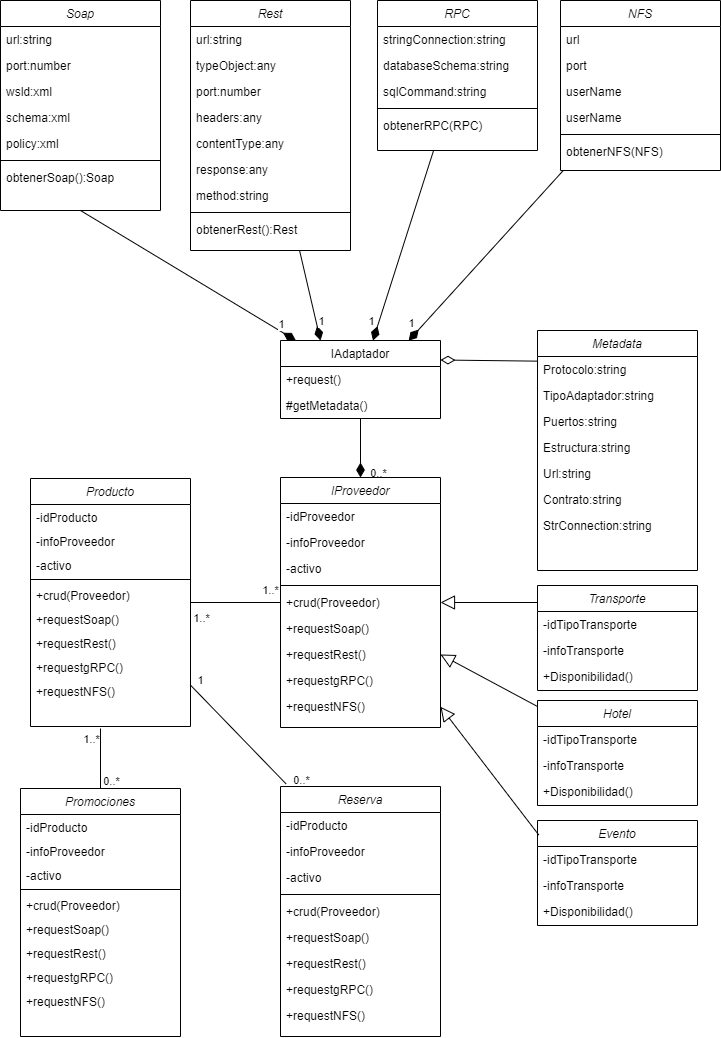 Soap
url:string
port:number
wsld:xml
schema:xml
policy:xml
obtenerSoap():Soap
Rest
url:string
typeObject:any
port:number
headers:any
contentType:any
response:any
method:string
obtenerRest():Rest
RPC
stringConnection:string
databaseSchema:string
sqlCommand:string
obtenerRPC(RPC)
NFS
url
port
userName
userName
obtenerNFS(NFS)
1
1
1
1
IAdaptador
+request()
#getMetadata()
Metadata
Protocolo:string
TipoAdaptador:string
Puertos:string
Estructura:string
Url:string
Contrato:string
StrConnection:string
0..*
Producto
-idProducto
-infoProveedor
-activo
+crud(Proveedor)
+requestSoap()
+requestRest()
+requestgRPC()
+requestNFS()
1..*
1..*
IProveedor
-idProveedor
-infoProveedor
-activo
+crud(Proveedor)
+requestSoap()
+requestRest()
+requestgRPC()
+requestNFS()
Transporte
-idTipoTransporte
-infoTransporte
+Disponibilidad()
Hotel
-idTipoTransporte
-infoTransporte
+Disponibilidad()
Evento
-idTipoTransporte
-infoTransporte
+Disponibilidad()
1
0..*
1..*
0..*
Promociones
-idProducto
-infoProveedor
-activo
+crud(Proveedor)
+requestSoap()
+requestRest()
+requestgRPC()
+requestNFS()
Reserva
-idProducto
-infoProveedor
-activo
+crud(Proveedor)
+requestSoap()
+requestRest()
+requestgRPC()
+requestNFS()